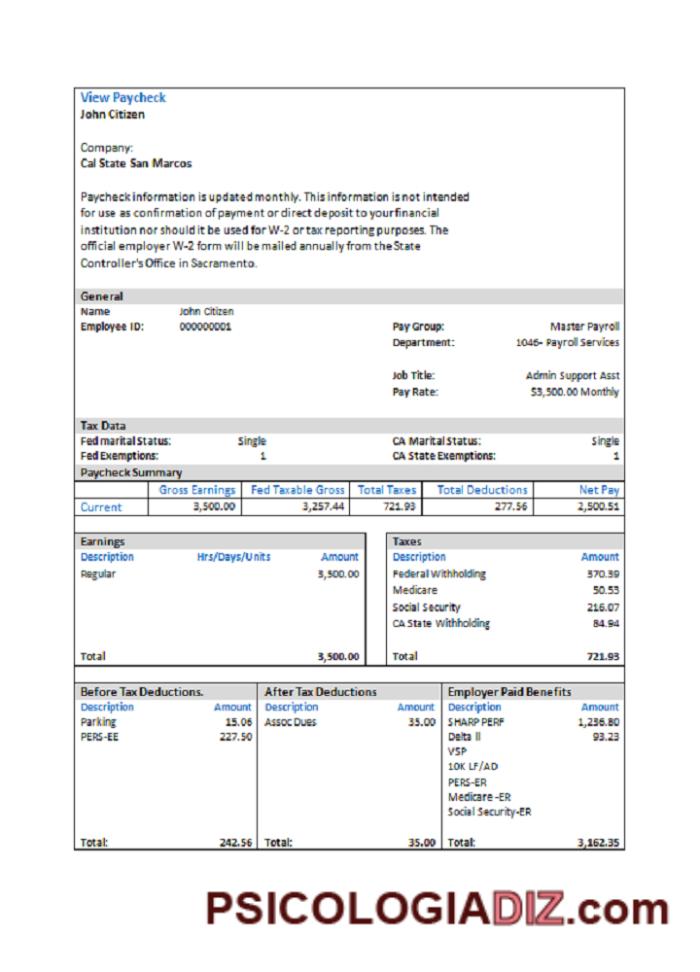 View Paycheck
John Citizen
Company:
Cal State San Marcos
Paycheck information is updated monthly. This information is not intended
for use as confirmation of payment or direct deposit to your financial
institution nor should it be used for W-2 or tax reporting purposes. The
official employer W-2 form will be mailed annually from the State
Controller's Office in Sacramento.
General
Name John Citizen
Employee ID: 000000001 Pay Group: Master Payroll
Department: 1046- Payroll Services
Job Title: Admin Support Asst
Pay Rate: $3,500.00 Monthly
Tax Data
Fed marital Status: Single CA Marital Status: Single
Fed Exemptions: 1 CA State Exemptions: 1
Paycheck Summary
Gross Earnings Fed Taxable Gross Total Taxes Total Deductions Net Pay
Current 3,500.00 3,257.44 721.93 277.56 2,500.51
Earnings Taxes
Description Hrs/Days/Units Amount Description Amount
Regular 3,500.00 Federal Withholding 370.39
Medicare 50.53
Social Security 216.07
CA State Withholding 84.94
Total 3,500.00 Total 721.93
Before Tax Deductions. After Tax Deductions Employer Paid Benefits
Description Amount Description Amount Description Amount
Parking 15.06 Assoc Dues 35.00 SHARP PERF 1,236.80
PERS-EE 227.50 Delta II 93.23
VSP
10K LF/AD
PERS-ER
Medicare -ER
Social Security-ER
Total: 242.56 Total: 35.00 Total: 3,162.35
PSICOLOGIADIZ.com